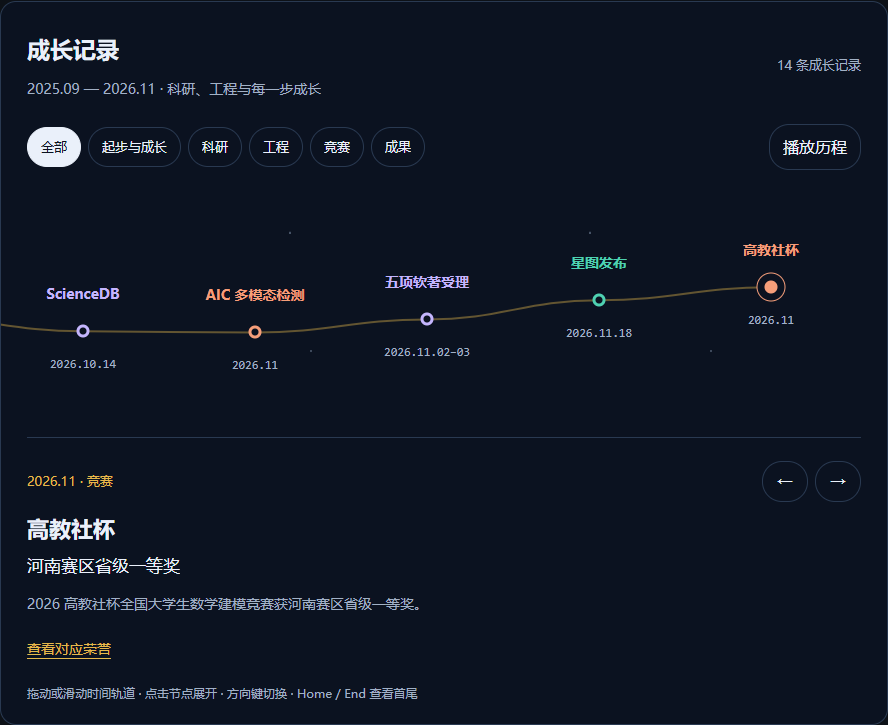 成长记录
14 条成长记录
2025.09 — 2026.11 · 科研、工程与每一步成长
全部
起步与成长
科研
工程
竞赛
成果
播放历程
ScienceDB
2026.10.14
AIC 多模态检测
2026.11
五项软著受理
2026.11.02-03
星图发布
2026.11.18
高教社杯
2026.11
2026.11 · 竞赛
←
→
高教社杯
河南赛区省级一等奖
2026 高教社杯全国大学生数学建模竞赛获河南赛区省级一等奖。
查看对应荣誉
拖动或滑动时间轨道 · 点击节点展开 · 方向键切换 · Home / End 查看首尾